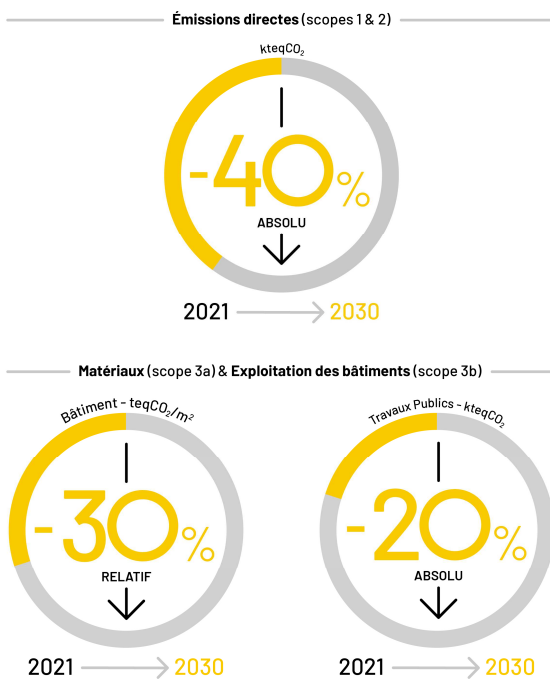 Émissions directes (scopes 1 & 2)
kteqCO₂
-40%
ABSOLU
2021 2030
Matériaux (scope 3a) & Exploitation des bâtiments (scope 3b)
Bâtiment - teqCO₂/m²
-30%
RELATIF
2021 2030
Travaux Publics - kteqCO₂
-20%
ABSOLU
2021 2030